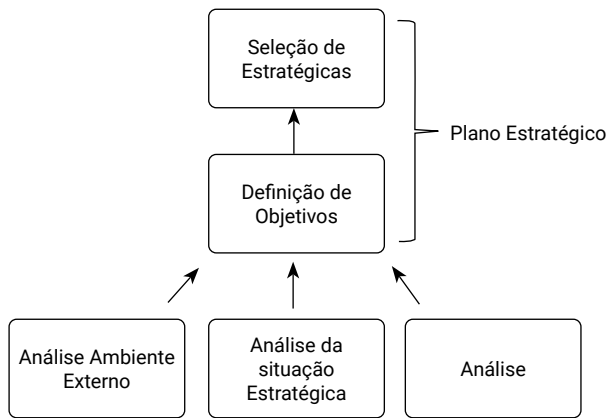 Seleção de
Estratégicas
Plano Estratégico
Definição de
Objetivos
Análise Ambiente
Externo
Análise da
situação
Estratégica
Análise